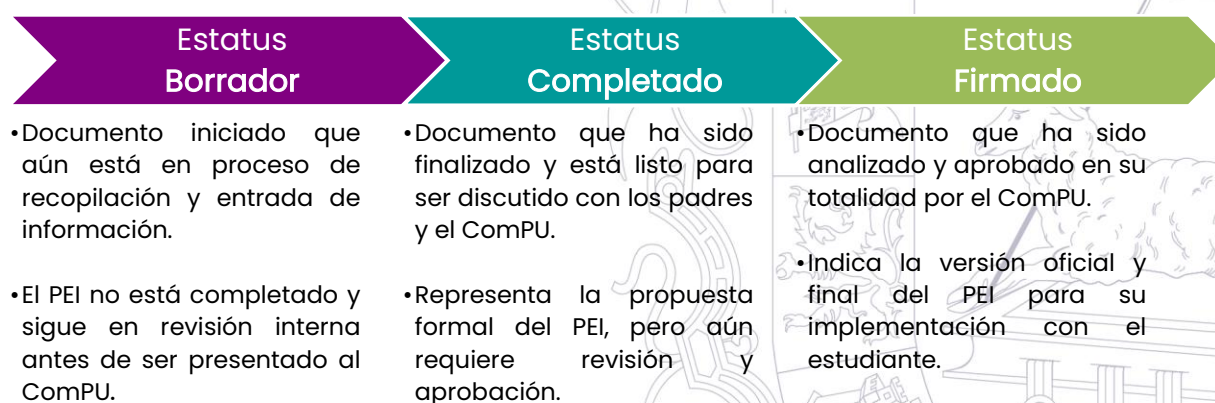 Estatus
Borrador
•Documento iniciado que
aún está en proceso de
recopilación y entrada de
información.
•El PEI no está completado y
sigue en revisión interna
antes de ser presentado al
ComPU.
Estatus
Completado
•Documento que ha sido
finalizado y está listo para
ser discutido con los padres
y el ComPU.
•Representa la propuesta
formal del PEI, pero aún
requiere revisión y
aprobación.
Estatus
Firmado
•Documento que ha sido
analizado y aprobado en su
totalidad por el ComPU.
•Indica la versión oficial y
final del PEI para su
implementación con el
estudiante.